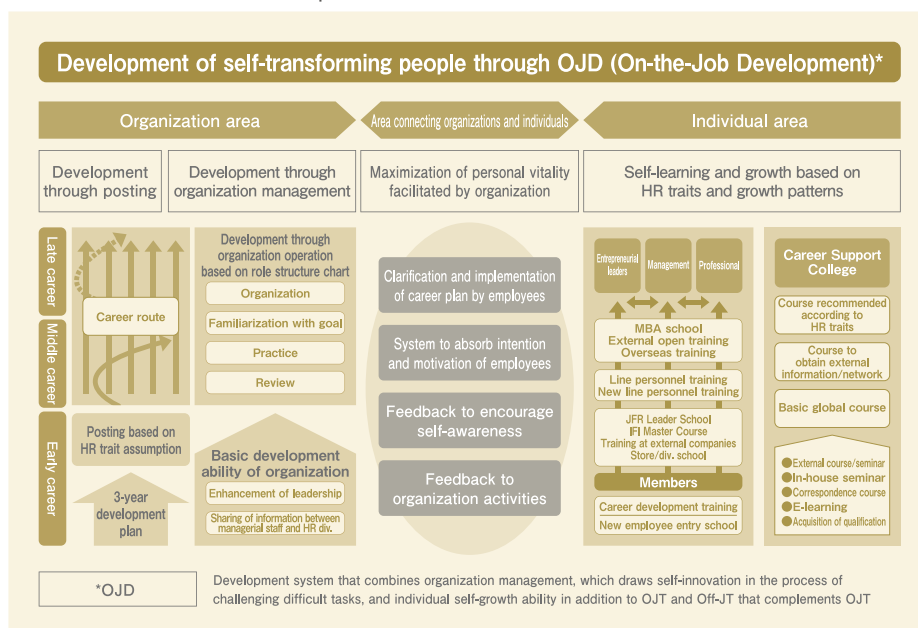 Development of self-transforming people through OJD (On-the-Job Development)*
Organization area
Area connecting organizations and individuals
Individual area
Development
through posting
Development through
organization management
Maximization of personal vitality
facilitated by organization
Self-learning and growth based on
HR traits and growth patterns
Late career
Middle career
Early career
Career route
Posting based on
HR trait assumption
3-year
development
plan
Development through
organization operation
based on role structure chart
Organization
Familiarization with goal
Practice
Review
Basic development
ability of organization
Enhancement of leadership
Sharing of information between
managerial staff and HR div.
Clarification and implementation
of career plan by employees
System to absorb intention
and motivation of employees
Feedback to encourage
self-awareness
Feedback to
organization activities
Entrepreneurial
leaders
Management
Professional
MBA school
External open training
Overseas training
Line personnel training
New line personnel training
JFR Leader School
IFI Master Course
Training at external companies
Store/div. school
Members
Career development training
New employee entry school
Career Support
College
Course recommended
according to
HR traits
Course to
obtain external
information/network
Basic global course
●External course/seminar
●In-house seminar
●Correspondence course
●E-learning
●Acquisition of qualification
*OJD
Development system that combines organization management, which draws self-innovation in the process of
challenging difficult tasks, and individual self-growth ability in addition to OJT and Off-JT that complements OJT